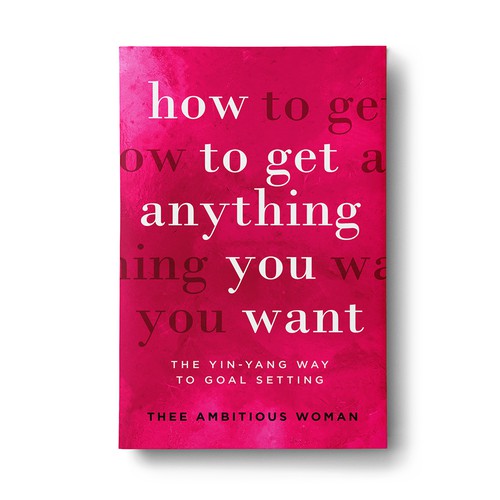 how to get
ow to get a
anything
ning you wa
you want
THE YIN-YANG WAY
TO GOAL SETTING
THEE AMBITIOUS WOMAN